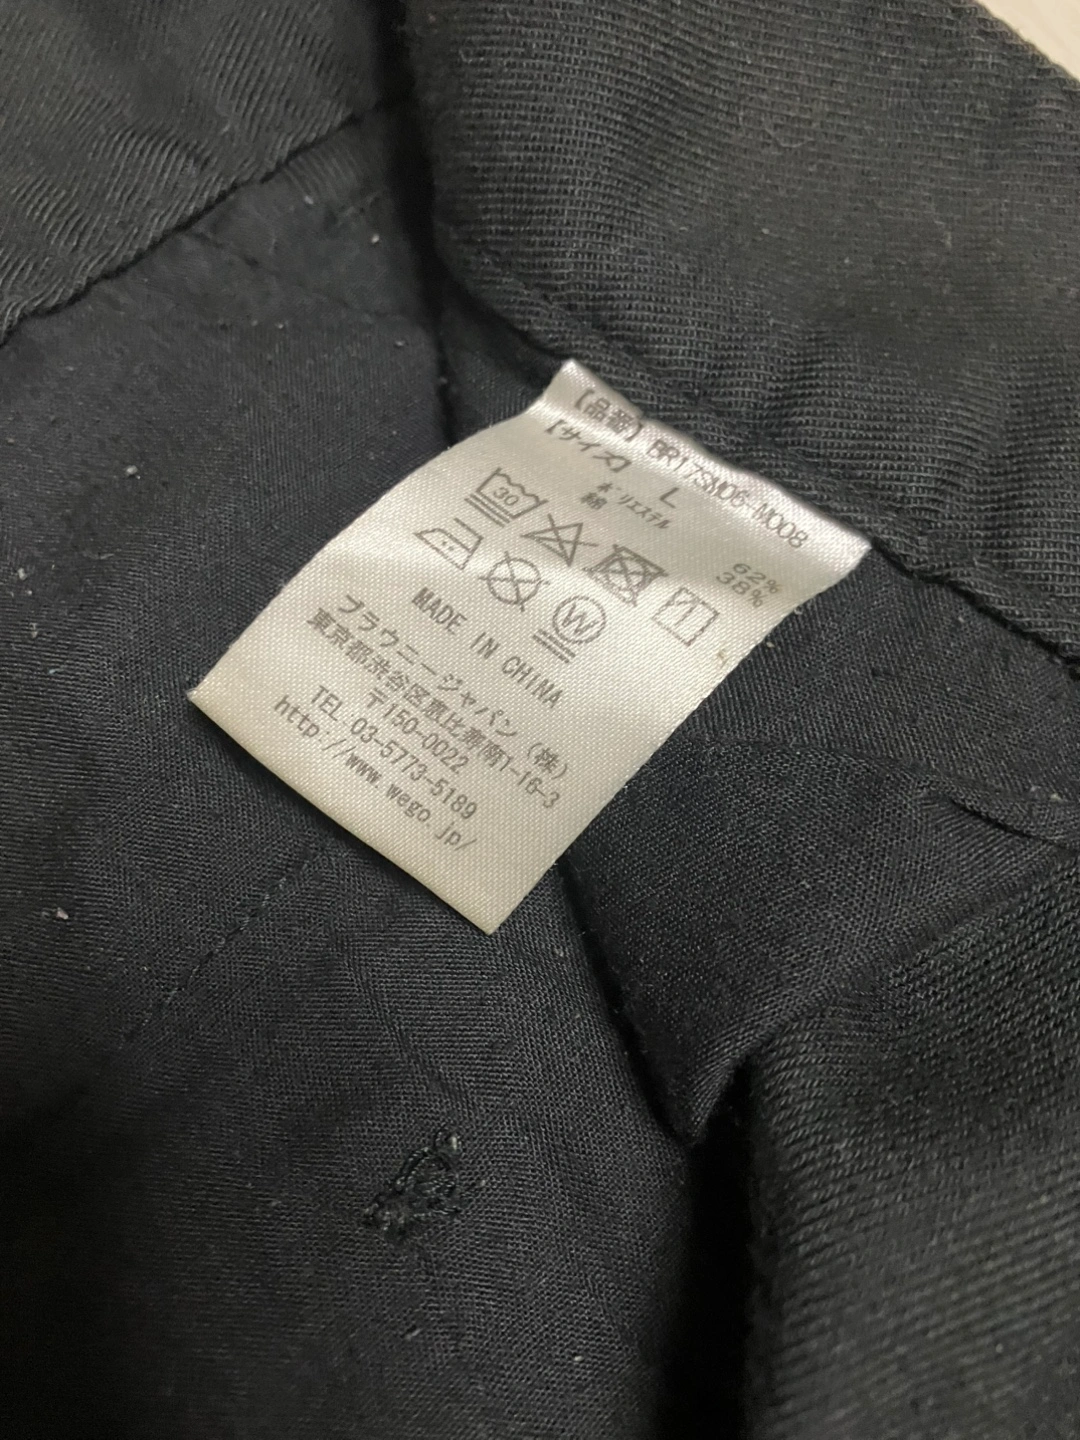 【品番】BR17SM06-M008
【サイズ】 L
ポリエステル 62%
綿 38%
30
W
MADE IN CHINA
ブラウニージャパン(株)
東京都渋谷区恵比寿南1-16-3
〒150-0022
TEL 03-5773-5189
http://www.wego.jp/